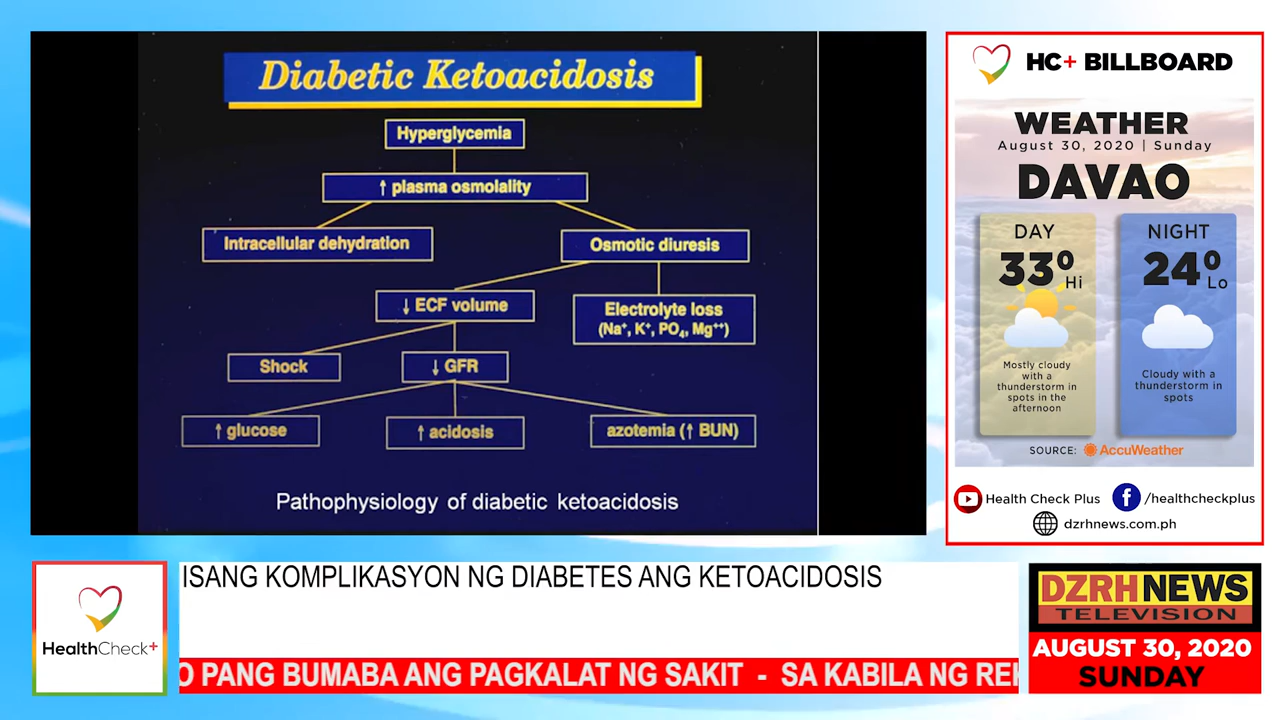 Diabetic Ketoacidosis
Hyperglycemia
↑ plasma osmolality
Intracellular dehydration
Osmotic diuresis
↓ ECF volume
Electrolyte loss
(Na⁺, K⁺, PO₄, Mg⁺⁺)
Shock
↓ GFR
↑ glucose
↑ acidosis
azotemia (↑ BUN)
Pathophysiology of diabetic ketoacidosis
HC+ BILLBOARD
WEATHER
August 30, 2020 | Sunday
DAVAO
DAY
33⁰ Hi
Mostly cloudy
with a
thunderstorm in
spots in the
afternoon
NIGHT
24⁰ Lo
Cloudy with a
thunderstorm in
spots
SOURCE: AccuWeather
Health Check Plus
/healthcheckplus
dzrhnews.com.ph
HealthCheck+
ISANG KOMPLIKASYON NG DIABETES ANG KETOACIDOSIS
PANG BUMABA ANG PAGKALAT NG SAKIT - SA KABILA NG
DZRH NEWS
TELEVISION
AUGUST 30, 2020
SUNDAY